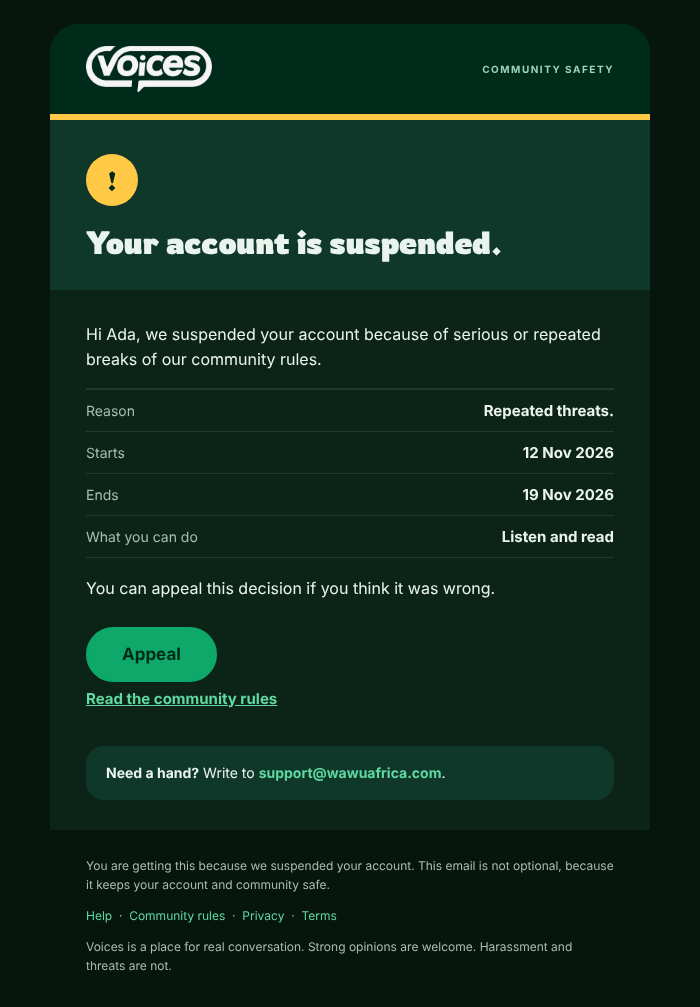 Voices
COMMUNITY SAFETY
!
Your account is suspended.
Hi Ada, we suspended your account because of serious or repeated
breaks of our community rules.
Reason Repeated threats.
Starts 12 Nov 2026
Ends 19 Nov 2026
What you can do Listen and read
You can appeal this decision if you think it was wrong.
Appeal
Read the community rules
Need a hand? Write to support@wawuafrica.com.
You are getting this because we suspended your account. This email is not optional, because
it keeps your account and community safe.
Help · Community rules · Privacy · Terms
Voices is a place for real conversation. Strong opinions are welcome. Harassment and
threats are not.